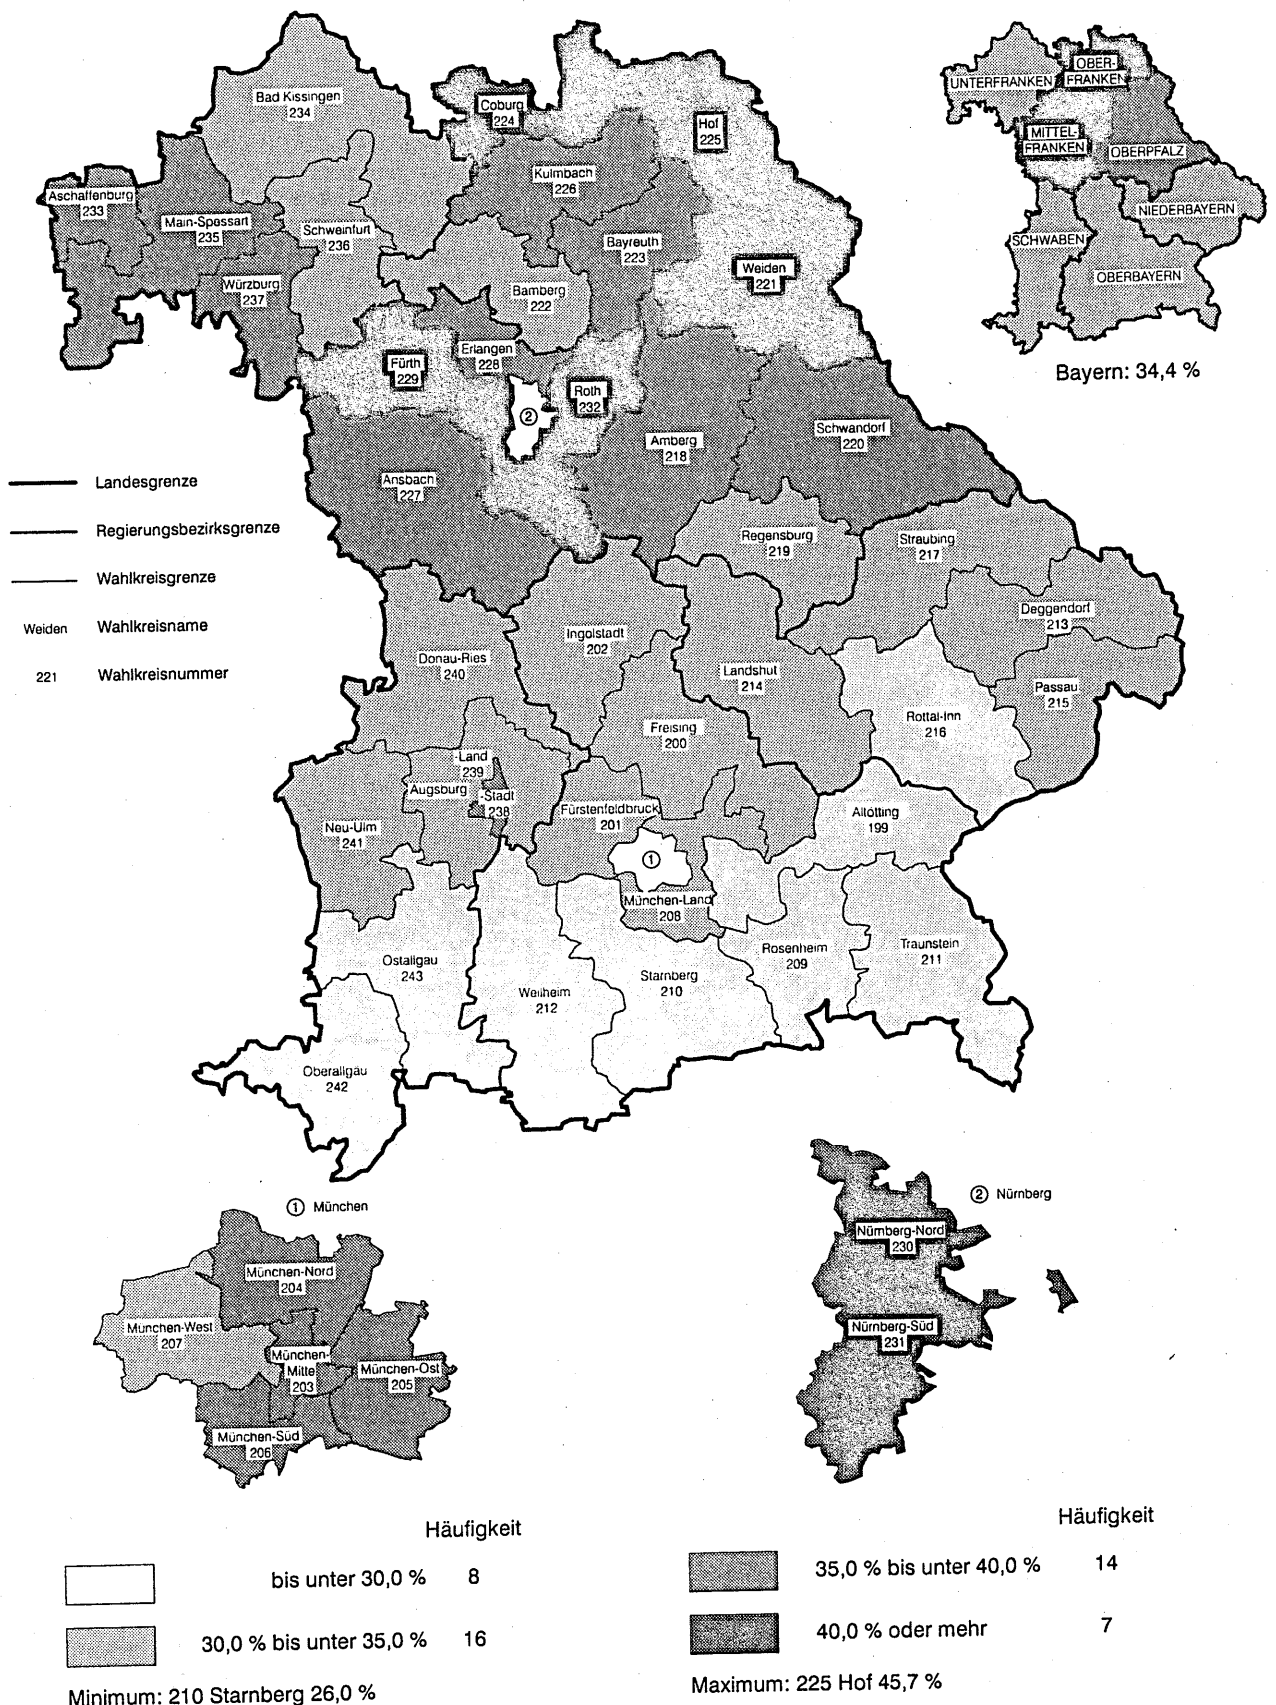 Bad Kissingen
234
Coburg
224
Hof
225
Kulmbach
226
Aschaffenburg
233
Main-Spessart
235
Schweinfurt
236
Bayreuth
223
Würzburg
237
Bamberg
222
Weiden
221
Erlangen
228
Fürth
229
Roth
232
②
Amberg
218
Schwandorf
220
Ansbach
227
Regensburg
219
Straubing
217
Deggendorf
213
Ingolstadt
202
Donau-Ries
240
Landshut
214
Passau
215
Rottal-Inn
216
Freising
200
-Land
239
Augsburg
-Stadt
238
Fürstenfeldbruck
201
Altötting
199
Neu-Ulm
241
①
München-Land
208
Rosenheim
209
Traunstein
211
Ostallgäu
243
Starnberg
210
Weilheim
212
Oberallgäu
242
UNTERFRANKEN
OBER-
FRANKEN
MITTEL-
FRANKEN
OBERPFALZ
NIEDERBAYERN
SCHWABEN
OBERBAYERN
Bayern: 34,4 %
Landesgrenze
Regierungsbezirksgrenze
Wahlkreisgrenze
Weiden Wahlkreisname
221 Wahlkreisnummer
① München
München-Nord
204
München-West
207
München-
Mitte
203
München-Ost
205
München-Süd
206
② Nürnberg
Nürnberg-Nord
230
Nürnberg-Süd
231
Häufigkeit
bis unter 30,0 % 8
30,0 % bis unter 35,0 % 16
Minimum: 210 Starnberg 26,0 %
Häufigkeit
35,0 % bis unter 40,0 % 14
40,0 % oder mehr 7
Maximum: 225 Hof 45,7 %